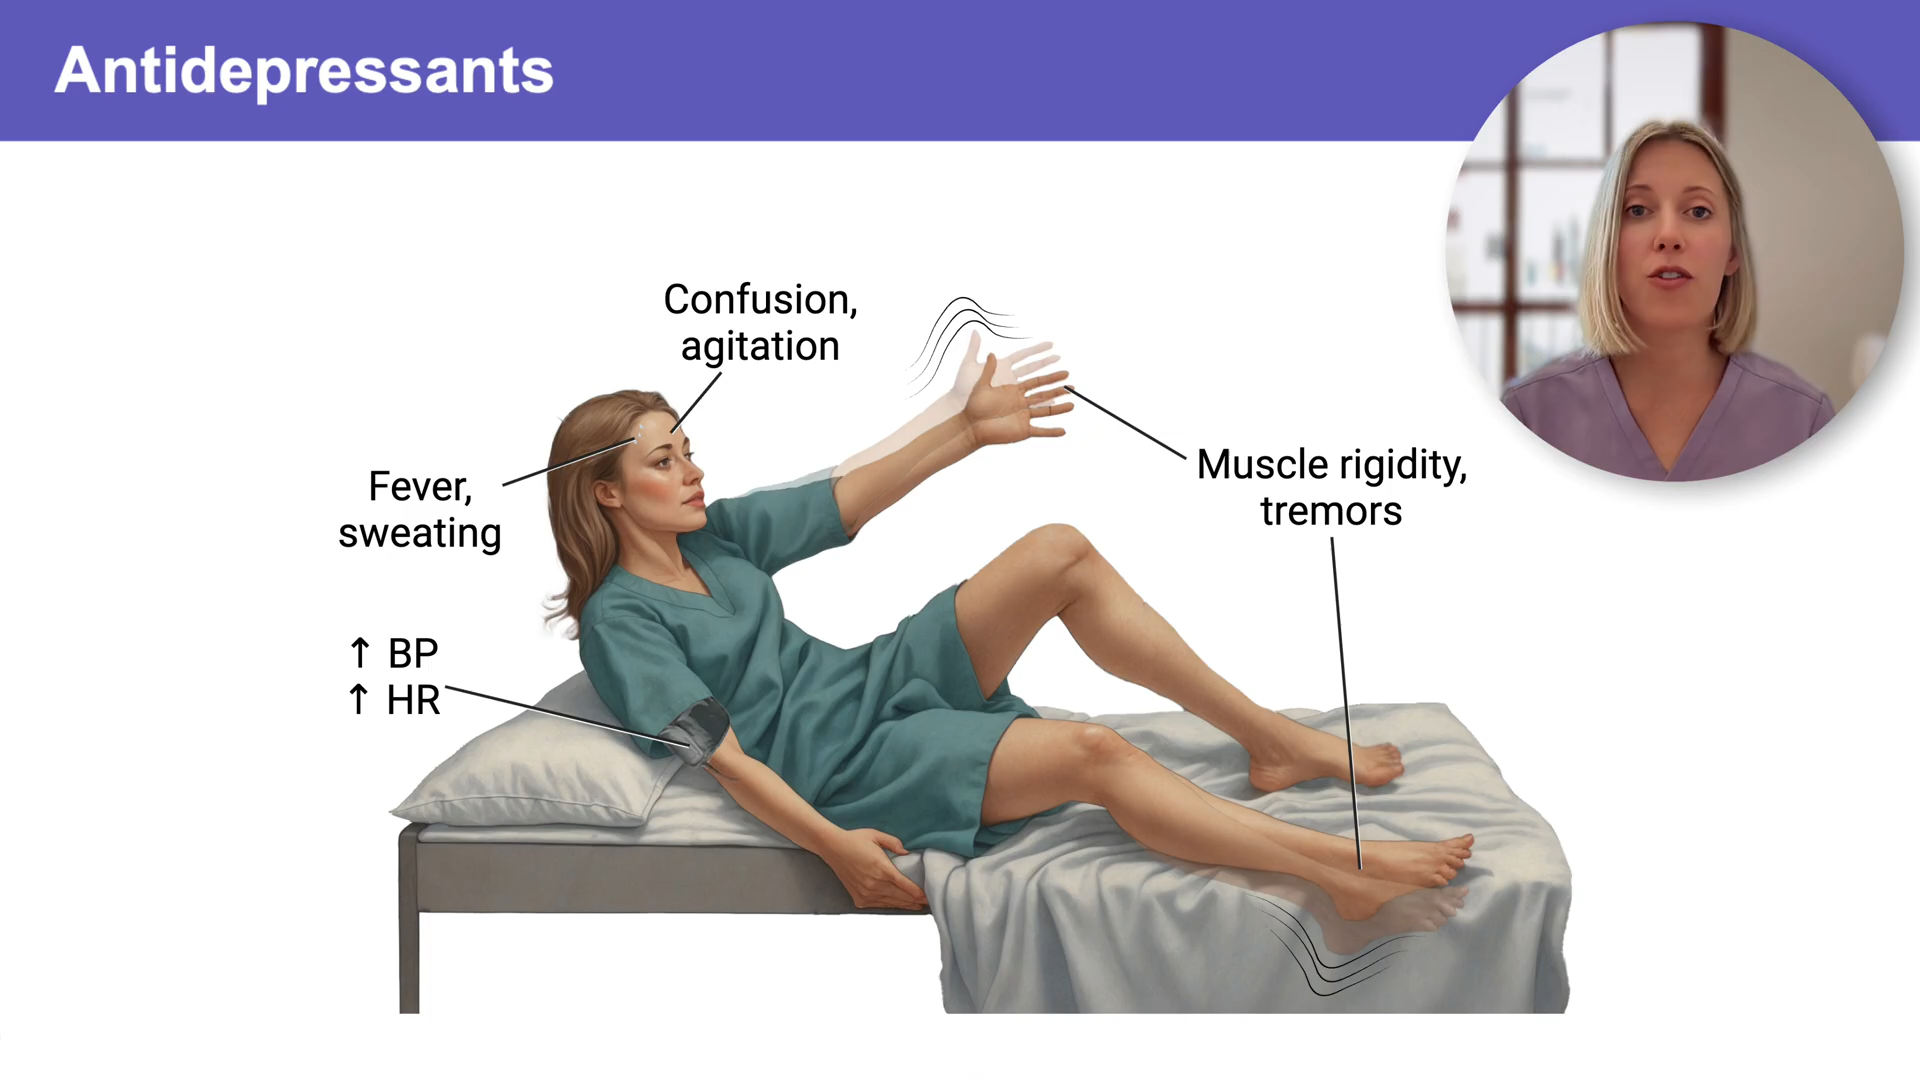 Antidepressants
Confusion,
agitation
Fever,
sweating
Muscle rigidity,
tremors
↑ BP
↑ HR